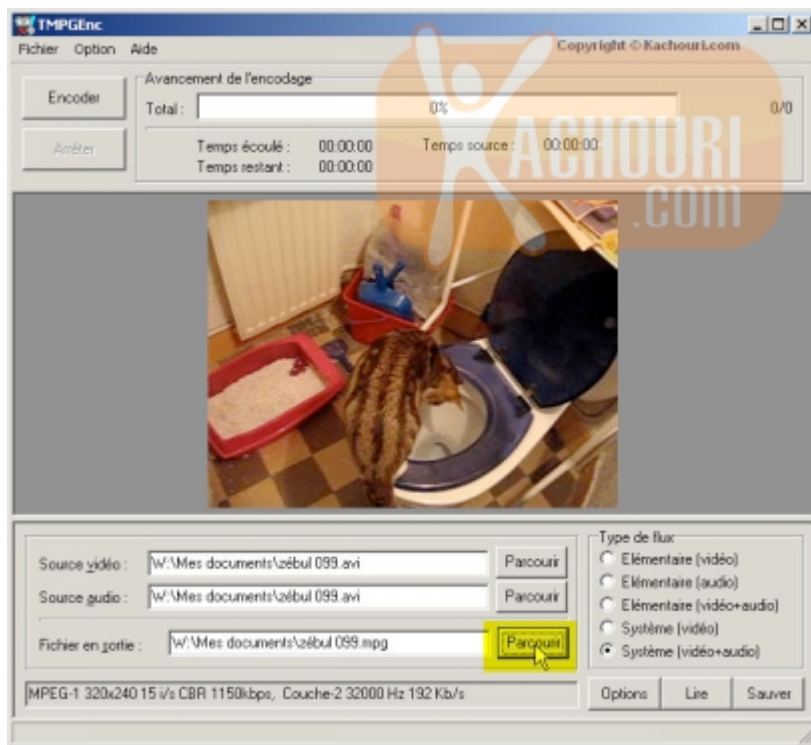 TMPGEnc
Fichier Option Aide
Copyright © Kachouri.com
Encoder
Arrêter
Avancement de l'encodage
Total : 0% 0/0
Temps écoulé : 00:00:00 Temps source : 00:00:00
Temps restant : 00:00:00
KACHOURI
.com
Source vidéo : W:\Mes documents\zébul 099.avi Parcourir
Source audio : W:\Mes documents\zébul 099.avi Parcourir
Fichier en sortie : W:\Mes documents\zébul 099.mpg Parcourir
Type de flux
Elémentaire (vidéo)
Elémentaire (audio)
Elémentaire (vidéo+audio)
Système (vidéo)
Système (vidéo+audio)
MPEG-1 320x240 15 i/s CBR 1150kbps, Couche-2 32000 Hz 192 Kb/s
Options Lire Sauver